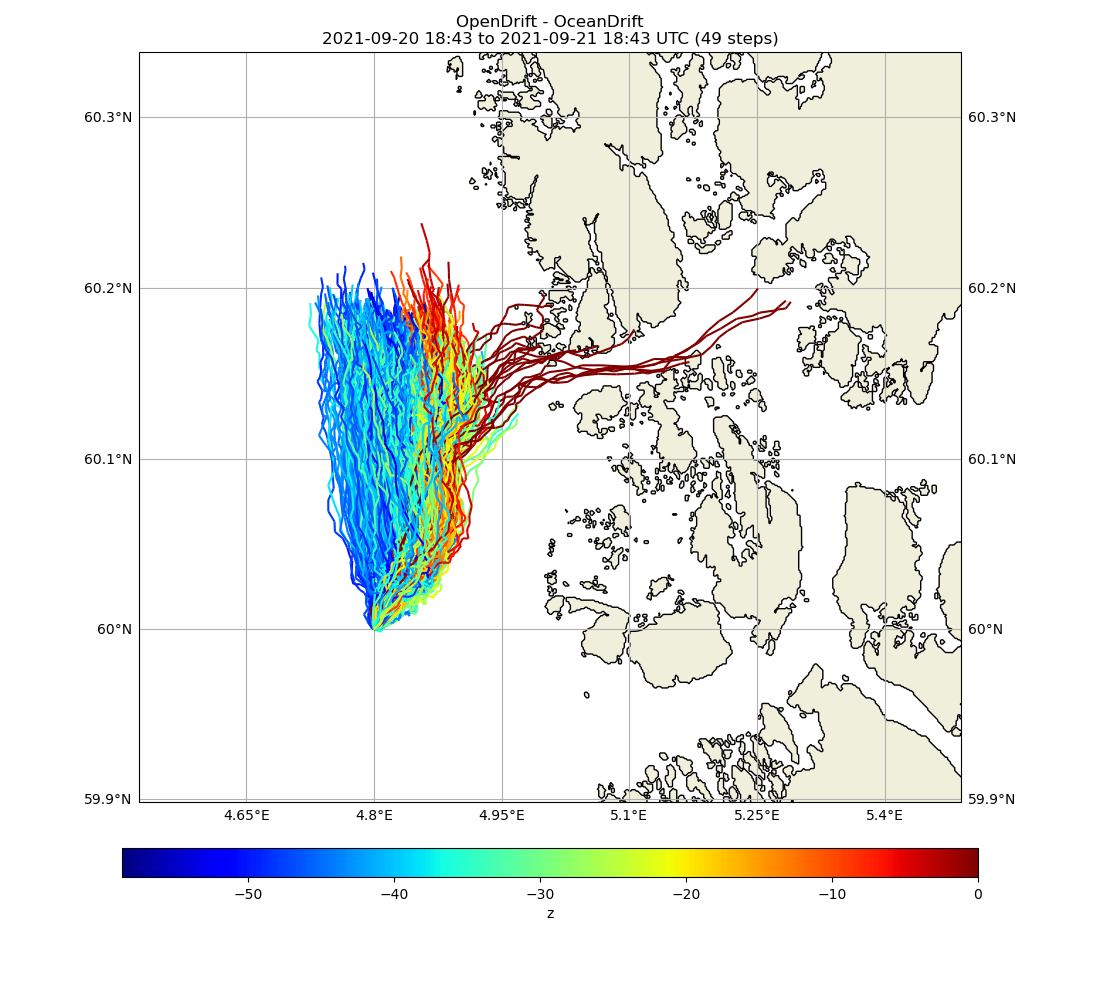 OpenDrift - OceanDrift
2021-09-20 18:43 to 2021-09-21 18:43 UTC (49 steps)
60.3°N 60.3°N
60.2°N 60.2°N
60.1°N 60.1°N
60°N 60°N
59.9°N 59.9°N
4.65°E 4.8°E 4.95°E 5.1°E 5.25°E 5.4°E
−50 −40 −30 −20 −10 0
z